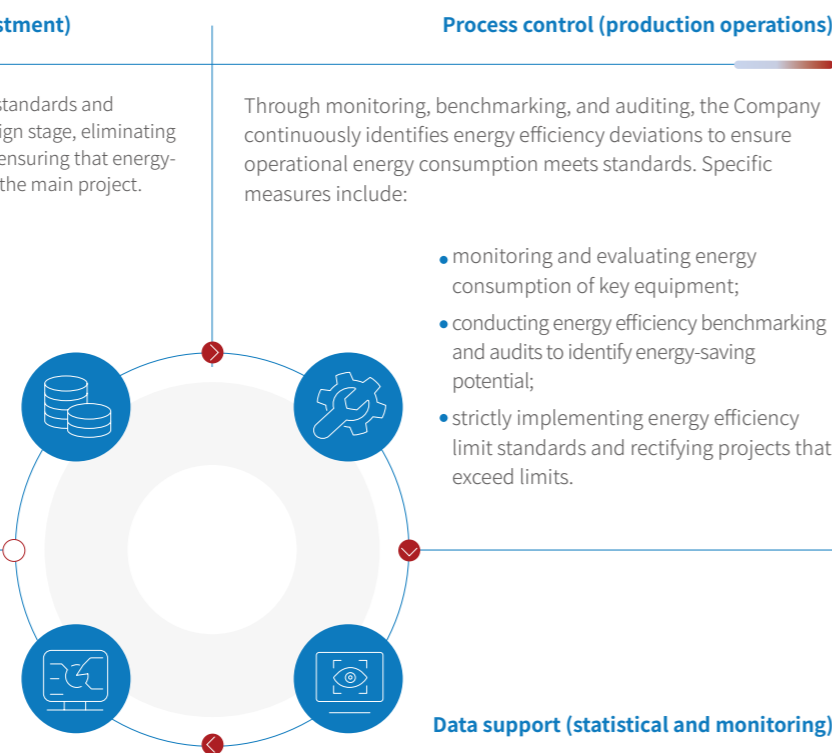 stment)
standards and
ign stage, eliminating
ensuring that energy-
the main project.
Process control (production operations)
Through monitoring, benchmarking, and auditing, the Company
continuously identifies energy efficiency deviations to ensure
operational energy consumption meets standards. Specific
measures include:
• monitoring and evaluating energy
consumption of key equipment;
• conducting energy efficiency benchmarking
and audits to identify energy-saving
potential;
• strictly implementing energy efficiency
limit standards and rectifying projects that
exceed limits.
Data support (statistical and monitoring)